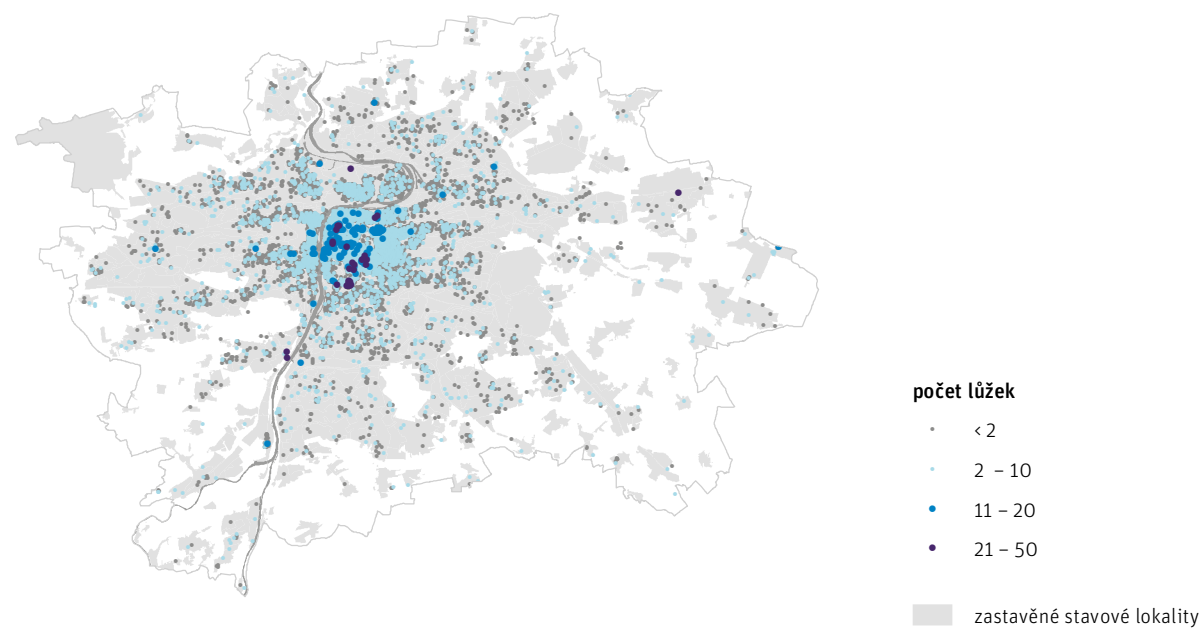 počet lůžek
< 2
2 – 10
11 – 20
21 – 50
zastavěné stavové lokality